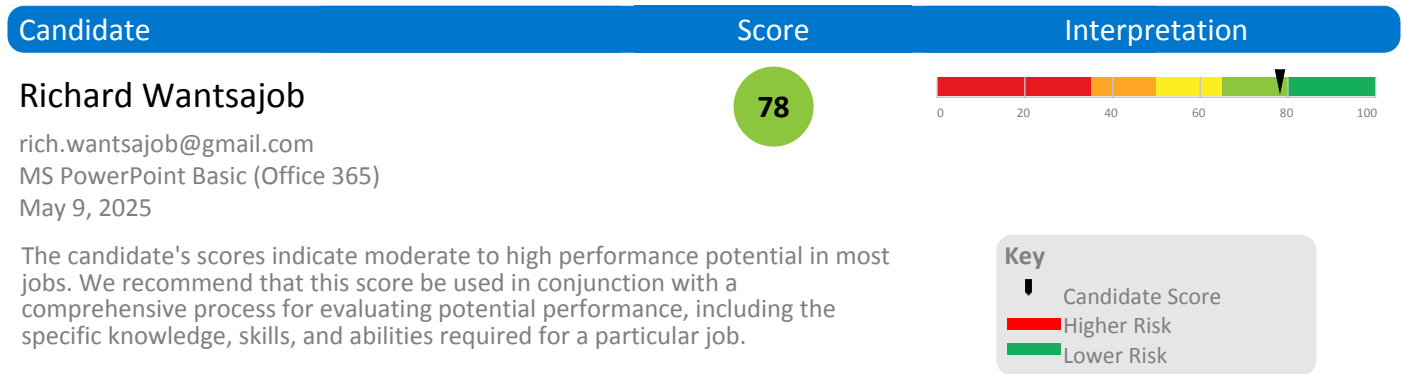 Candidate Score Interpretation
Richard Wantsajob
78
0 20 40 60 80 100
rich.wantsajob@gmail.com
MS PowerPoint Basic (Office 365)
May 9, 2025
The candidate's scores indicate moderate to high performance potential in most
jobs. We recommend that this score be used in conjunction with a
comprehensive process for evaluating potential performance, including the
specific knowledge, skills, and abilities required for a particular job.
Key
Candidate Score
Higher Risk
Lower Risk